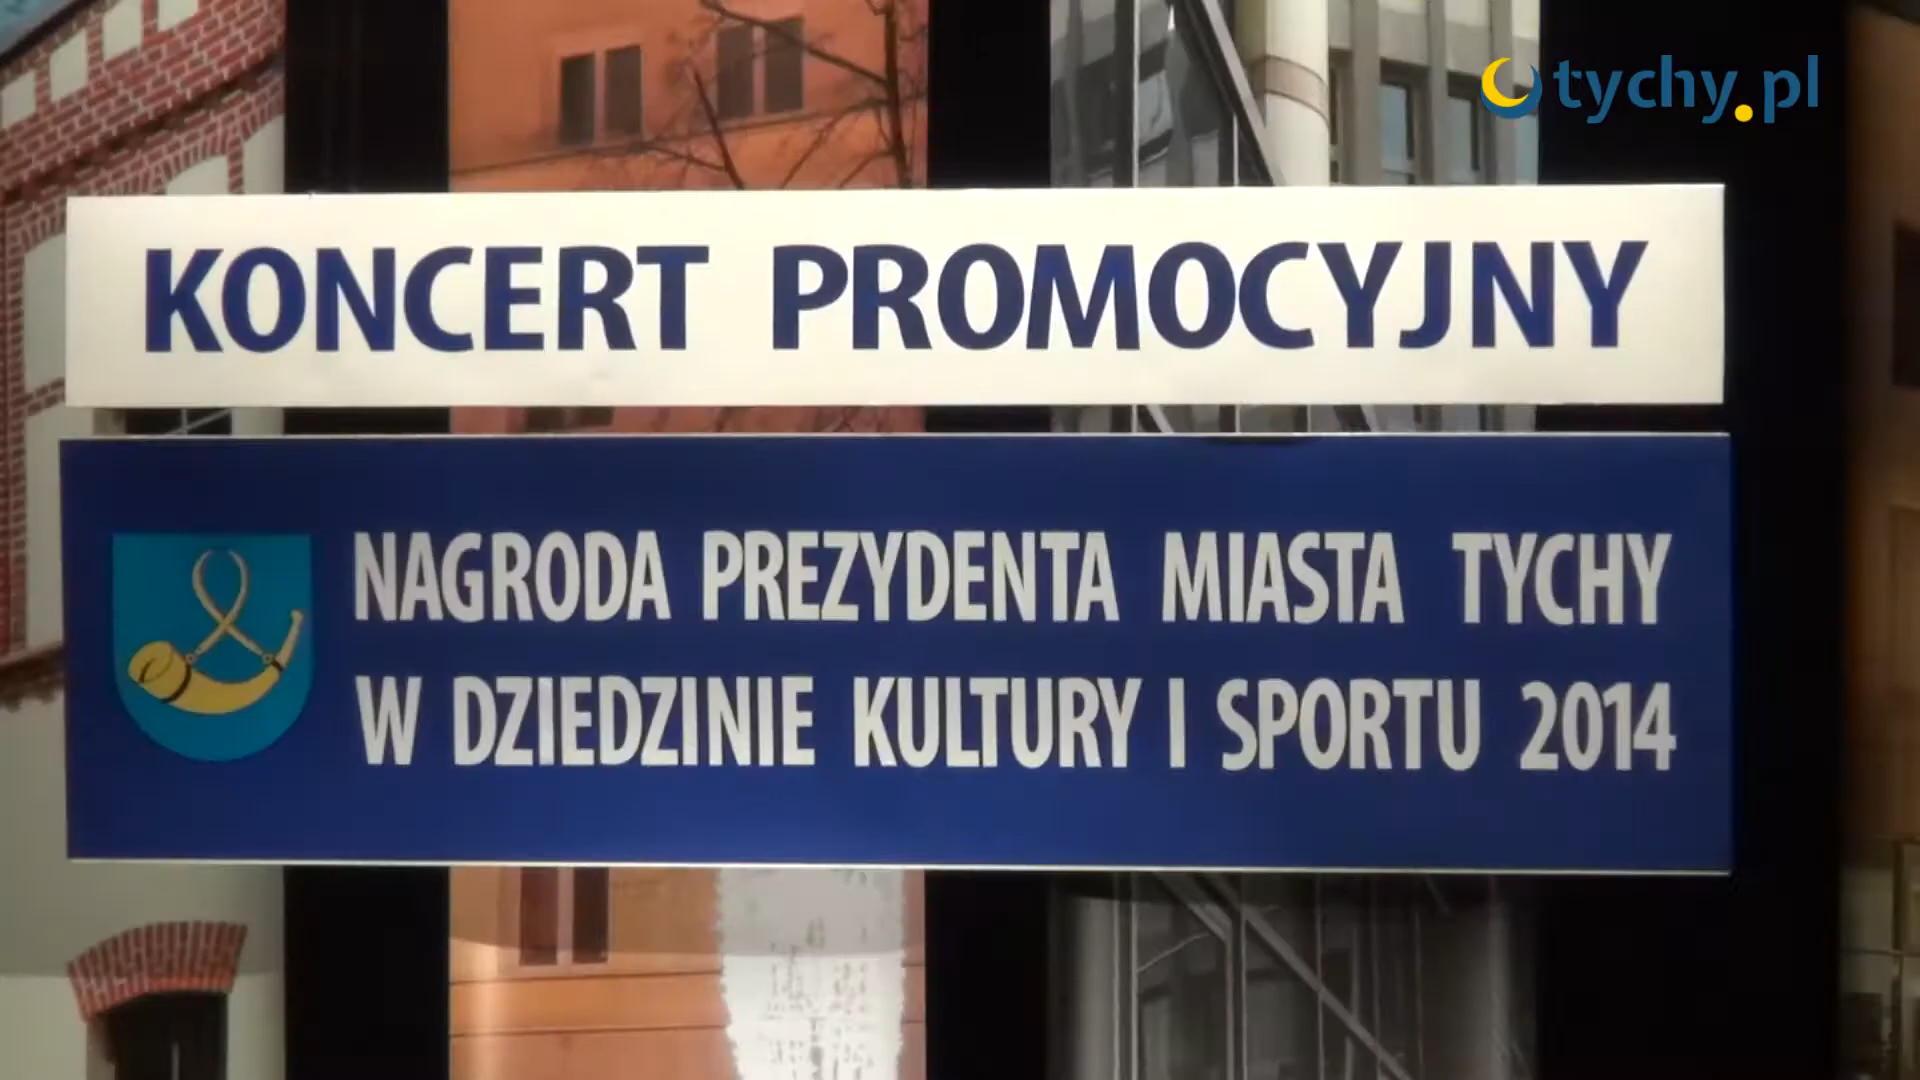 tychy.pl
KONCERT PROMOCYJNY
NAGRODA PREZYDENTA MIASTA TYCHY
W DZIEDZINIE KULTURY I SPORTU 2014